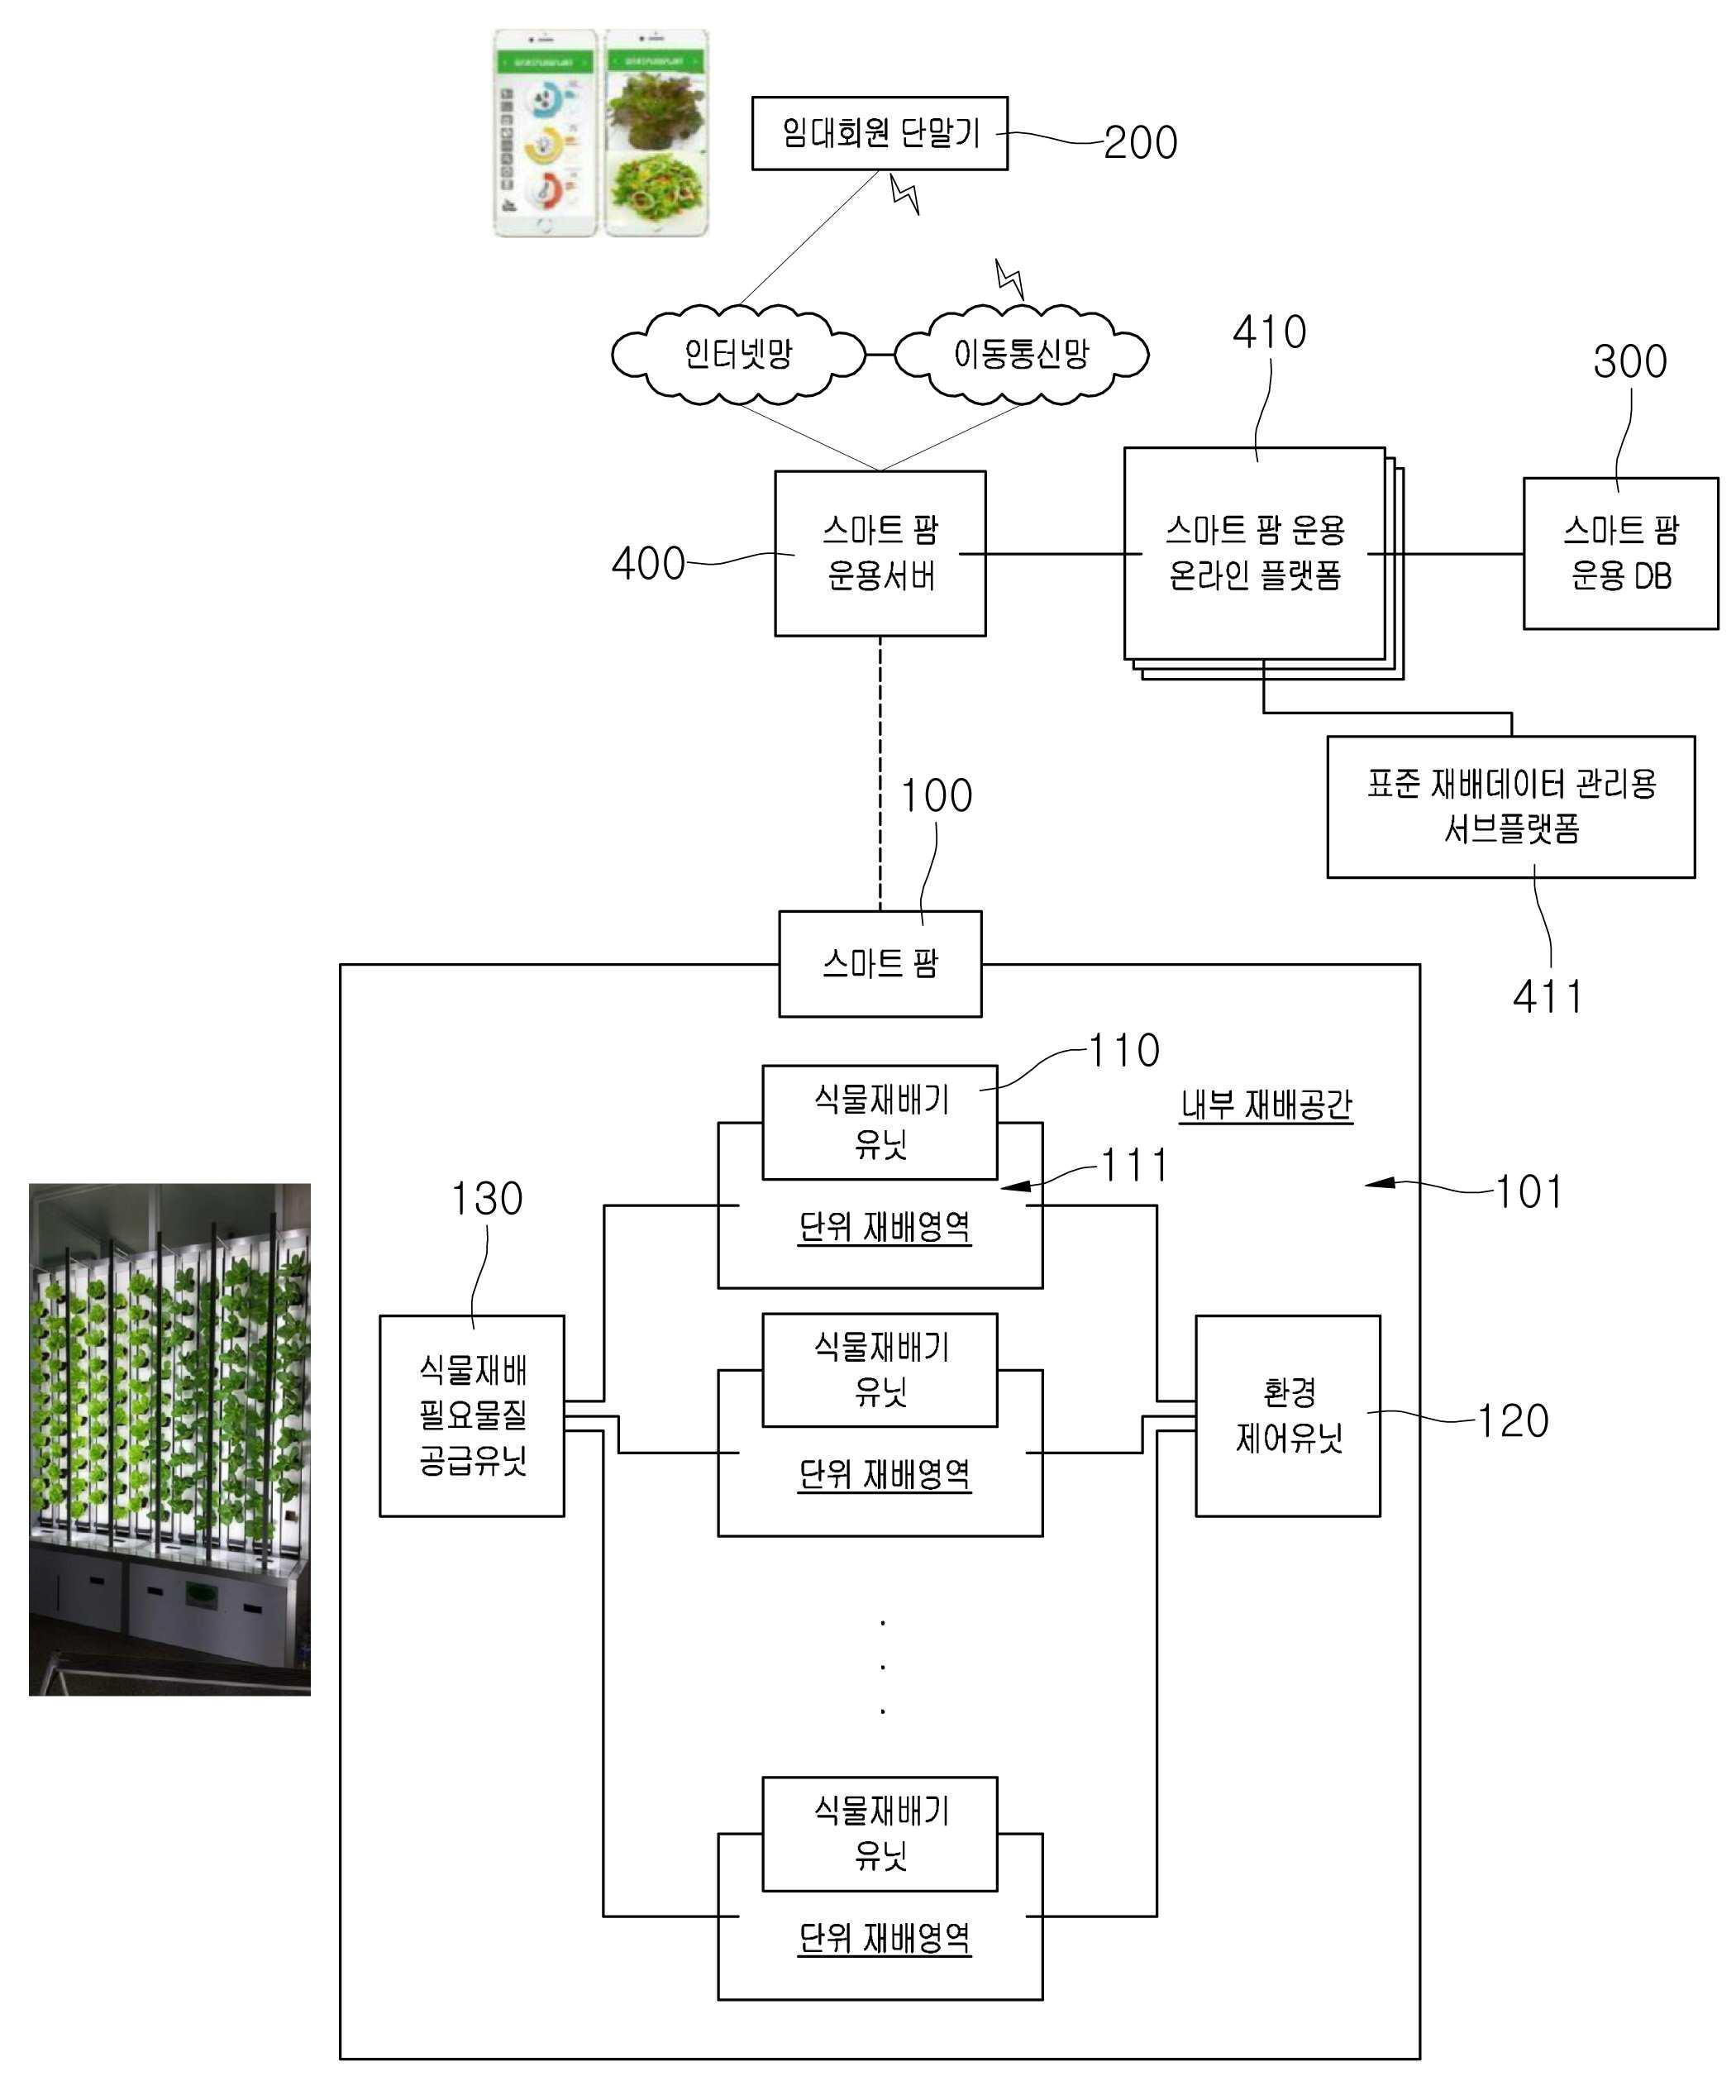 임대회원 단말기
200
인터넷망
이동통신망
410
300
스마트 팜
운용서버
400
스마트 팜 운용
온라인 플랫폼
스마트 팜
운용 DB
표준 재배데이터 관리용
서브플랫폼
411
100
스마트 팜
110
식물재배기
유닛
내부 재배공간
111
101
단위 재배영역
130
식물재배
필요물질
공급유닛
식물재배기
유닛
단위 재배영역
환경
제어유닛
120
식물재배기
유닛
단위 재배영역